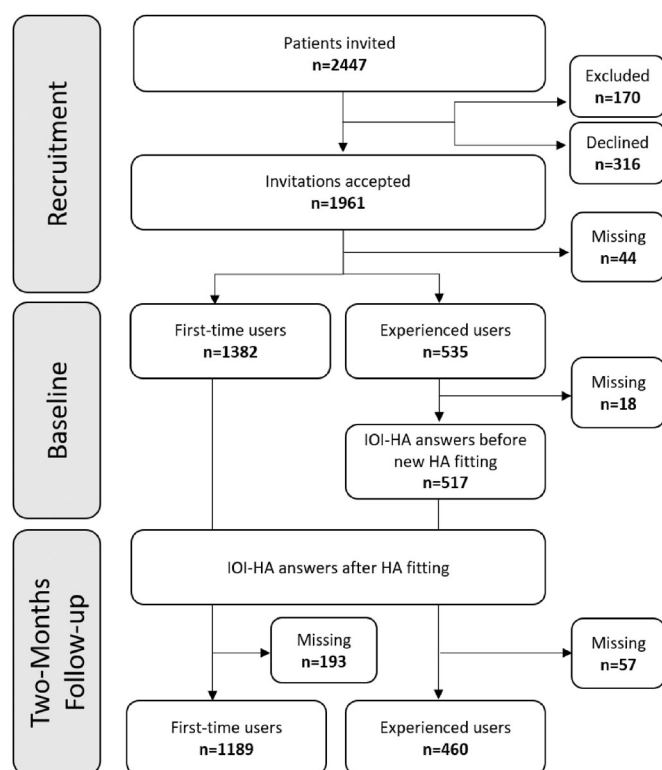 Recruitment
Patients invited
n=2447
Excluded
n=170
Declined
n=316
Invitations accepted
n=1961
Missing
n=44
Baseline
First-time users
n=1382
Experienced users
n=535
Missing
n=18
IOI-HA answers before
new HA fitting
n=517
Two-Months
Follow-up
IOI-HA answers after HA fitting
Missing
n=193
Missing
n=57
First-time users
n=1189
Experienced users
n=460